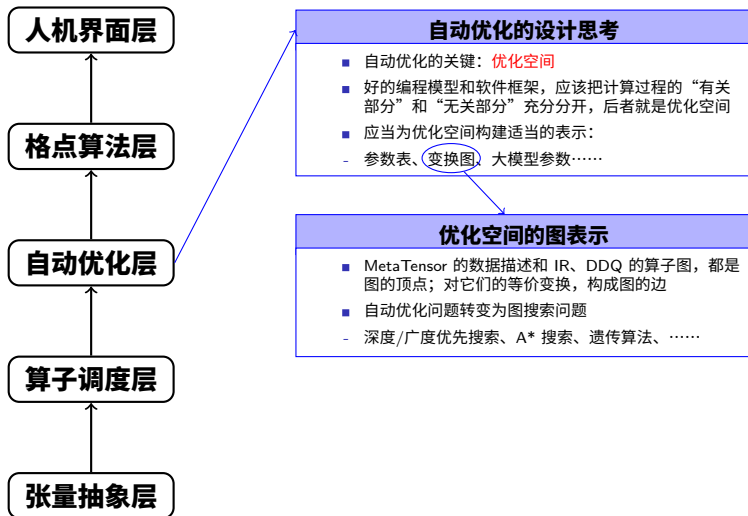 人机界面层
格点算法层
自动优化层
算子调度层
张量抽象层
自动优化的设计思考
自动优化的关键：优化空间
好的编程模型和软件框架，应该把计算过程的“有关
部分”和“无关部分”充分分开，后者就是优化空间
应当为优化空间构建适当的表示：
- 参数表、变换图、大模型参数……
优化空间的图表示
MetaTensor 的数据描述和 IR、DDQ 的算子图，都是
图的顶点；对它们的等价变换，构成图的边
自动优化问题转变为图搜索问题
- 深度/广度优先搜索、A* 搜索、遗传算法、……